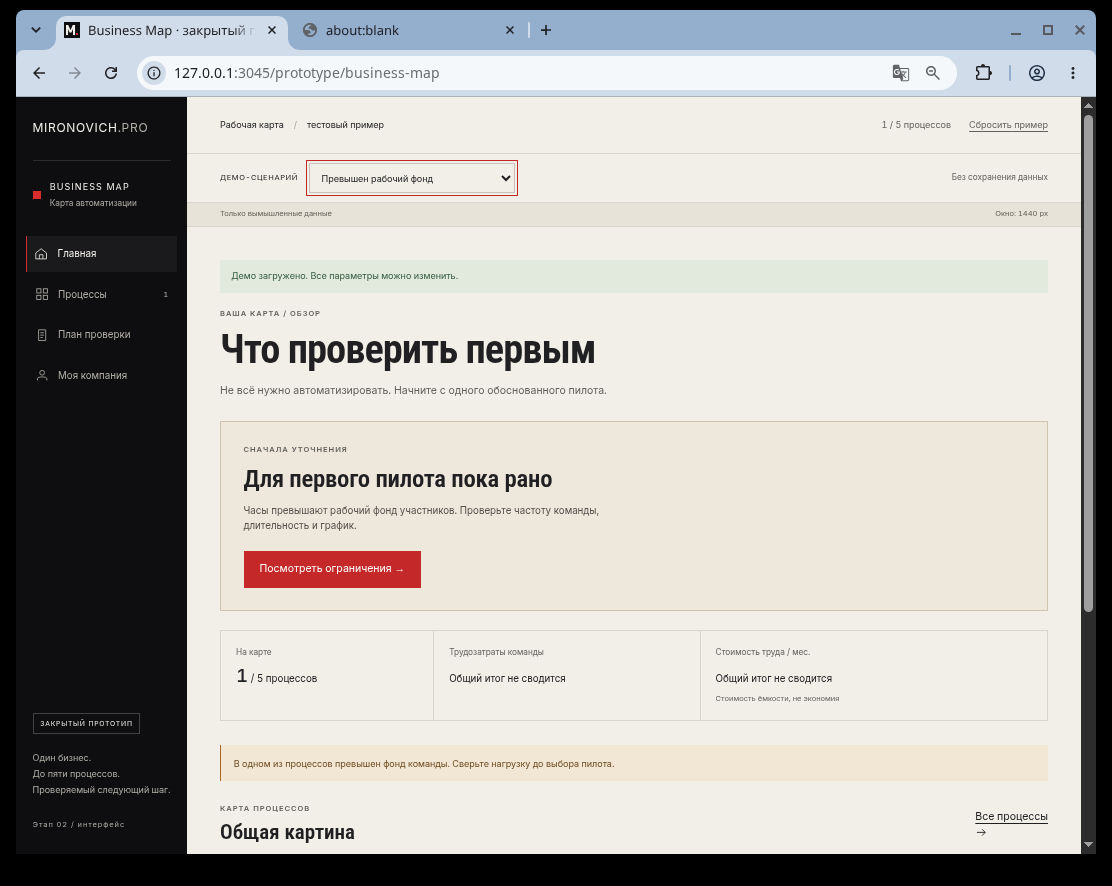 Business Map · закрытый
about:blank
127.0.0.1:3045/prototype/business-map
MIRONOVICH.PRO
BUSINESS MAP
Карта автоматизации
Главная
Процессы 1
План проверки
Моя компания
ЗАКРЫТЫЙ ПРОТОТИП
Один бизнес.
До пяти процессов.
Проверяемый следующий шаг.
Этап 02 / интерфейс
Рабочая карта / тестовый пример
1 / 5 процессов Сбросить пример
ДЕМО-СЦЕНАРИЙ Превышен рабочий фонд Без сохранения данных
Только вымышленные данные Окно: 1440 px
Демо загружено. Все параметры можно изменить.
ВАША КАРТА / ОБЗОР
Что проверить первым
Не всё нужно автоматизировать. Начните с одного обоснованного пилота.
СНАЧАЛА УТОЧНЕНИЯ
Для первого пилота пока рано
Часы превышают рабочий фонд участников. Проверьте частоту команды,
длительность и график.
Посмотреть ограничения →
На карте
1 / 5 процессов
Трудозатраты команды
Общий итог не сводится
Стоимость труда / мес.
Общий итог не сводится
Стоимость ёмкости, не экономия
В одном из процессов превышен фонд команды. Сверьте нагрузку до выбора пилота.
КАРТА ПРОЦЕССОВ
Общая картина
Все процессы
→